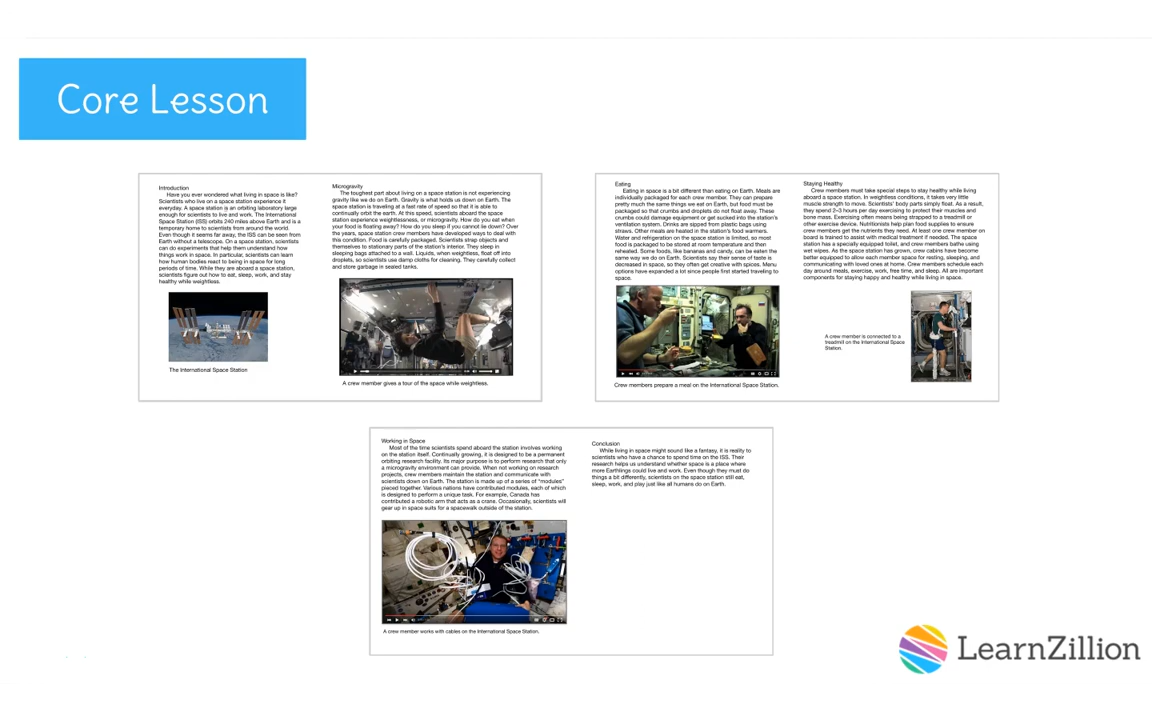 Core Lesson
Introduction
Have you ever wondered what living in space is like?
Scientists who live on a space station experience it
everyday. A space station is an orbiting laboratory large
enough for scientists to live and work. The International
Space Station (ISS) orbits 240 miles above Earth and is a
temporary home to scientists from around the world.
Even though it seems far away, the ISS can be seen from
Earth without a telescope. On a space station, scientists
can do experiments that help them understand how
things work in space. In particular, scientists can learn
how human bodies react to being in space for long
periods of time. While they are aboard a space station,
scientists figure out how to eat, sleep, work, and stay
healthy while weightless.
The International Space Station
Microgravity
The toughest part about living on a space station is not experiencing
gravity like we do on Earth. Gravity is what holds us down on Earth. The
space station is traveling at a fast rate of speed so that it is able to
continually orbit the earth. At this speed, scientists aboard the space
station experience weightlessness, or microgravity. How do you eat when
your food is floating away? How do you sleep if you cannot lie down? Over
the years, space station crew members have developed ways to deal with
this condition. Food is carefully packaged. Scientists strap objects and
themselves to stationary parts of the station's interior. They sleep in
sleeping bags attached to a wall. Liquids, when weightless, float off into
droplets, so scientists use damp cloths for cleaning. They carefully collect
and store garbage in sealed tanks.
A crew member gives a tour of the space while weightless.
Eating
Eating in space is a bit different than eating on Earth. Meals are
individually packaged for each crew member. They can prepare
pretty much the same things we eat on Earth, but food must be
packaged so that crumbs and droplets do not float away. These
crumbs could damage equipment or get sucked into the station's
ventilation system. Drinks are sipped from plastic bags using
straws. Other meals are heated in the station's food warmers.
Water and refrigeration on the space station is limited, so most
food is packaged to be stored at room temperature and then
reheated. Some foods, like bananas and candy, can be eaten the
same way we do on Earth. Scientists say their sense of taste is
decreased in space, so they often get creative with spices. Menu
options have expanded a lot since people first started traveling to
space.
Crew members prepare a meal on the International Space Station.
Staying Healthy
Crew members must take special steps to stay healthy while living
aboard a space station. In weightless conditions, it takes very little
muscle strength to move. Scientists' body parts simply float. As a result,
they spend 2–3 hours per day exercising to protect their muscles and
bone mass. Exercising often means being strapped to a treadmill or
other exercise device. Nutritionists help plan food supplies to ensure
crew members get the nutrients they need. At least one crew member on
board is trained to assist with medical treatment if needed. The space
station has a specially equipped toilet, and crew members bathe using
wet wipes. As the space station has grown, crew cabins have become
better equipped to allow each member space for resting, sleeping, and
communicating with loved ones at home. Crew members schedule each
day around meals, exercise, work, free time, and sleep. All are important
components for staying happy and healthy while living in space.
A crew member is connected to a
treadmill on the International Space
Station.
Working in Space
Most of the time scientists spend aboard the station involves working
on the station itself. Continually growing, it is designed to be a permanent
orbiting research facility. Its major purpose is to perform research that only
a microgravity environment can provide. When not working on research
projects, crew members maintain the station and communicate with
scientists down on Earth. The station is made up of a series of "modules"
pieced together. Various nations have contributed modules, each of which
is designed to perform a unique task. For example, Canada has
contributed a robotic arm that acts as a crane. Occasionally, scientists will
gear up in space suits for a spacewalk outside of the station.
A crew member works with cables on the International Space Station.
Conclusion
While living in space might sound like a fantasy, it is reality to
scientists who have a chance to spend time on the ISS. Their
research helps us understand whether space is a place where
more Earthlings could live and work. Even though they must do
things a bit differently, scientists on the space station still eat,
sleep, work, and play just like all humans do on Earth.
LearnZillion